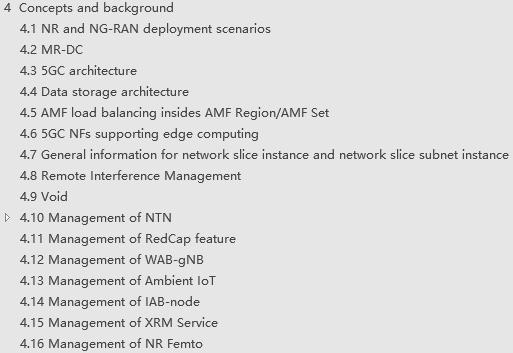 4 Concepts and background
4.1 NR and NG-RAN deployment scenarios
4.2 MR-DC
4.3 5GC architecture
4.4 Data storage architecture
4.5 AMF load balancing insides AMF Region/AMF Set
4.6 5GC NFs supporting edge computing
4.7 General information for network slice instance and network slice subnet instance
4.8 Remote Interference Management
4.9 Void
4.10 Management of NTN
4.11 Management of RedCap feature
4.12 Management of WAB-gNB
4.13 Management of Ambient IoT
4.14 Management of IAB-node
4.15 Management of XRM Service
4.16 Management of NR Femto